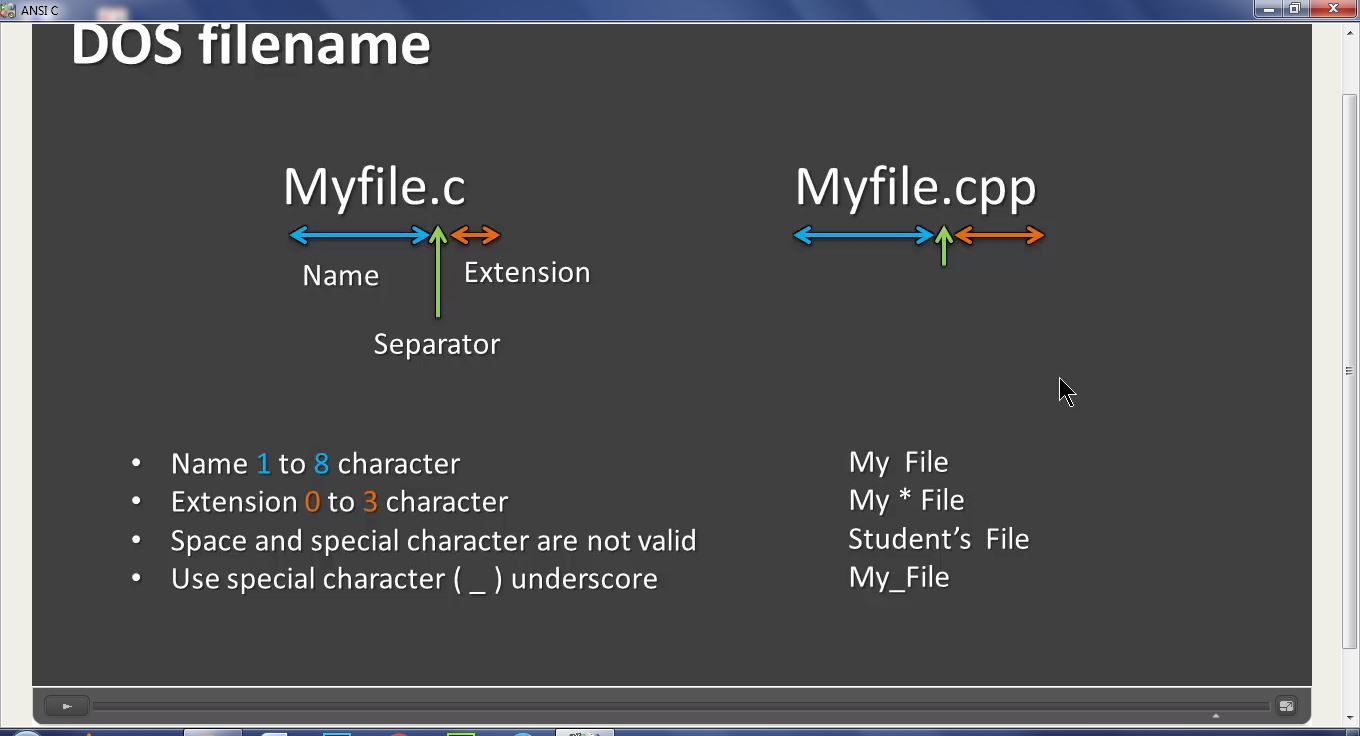 ANSI C
DOS filename
Myfile.c
Myfile.cpp
Name
Extension
Separator
• Name 1 to 8 character
• Extension 0 to 3 character
• Space and special character are not valid
• Use special character ( _ ) underscore
My  File
My * File
Student’s  File
My_File